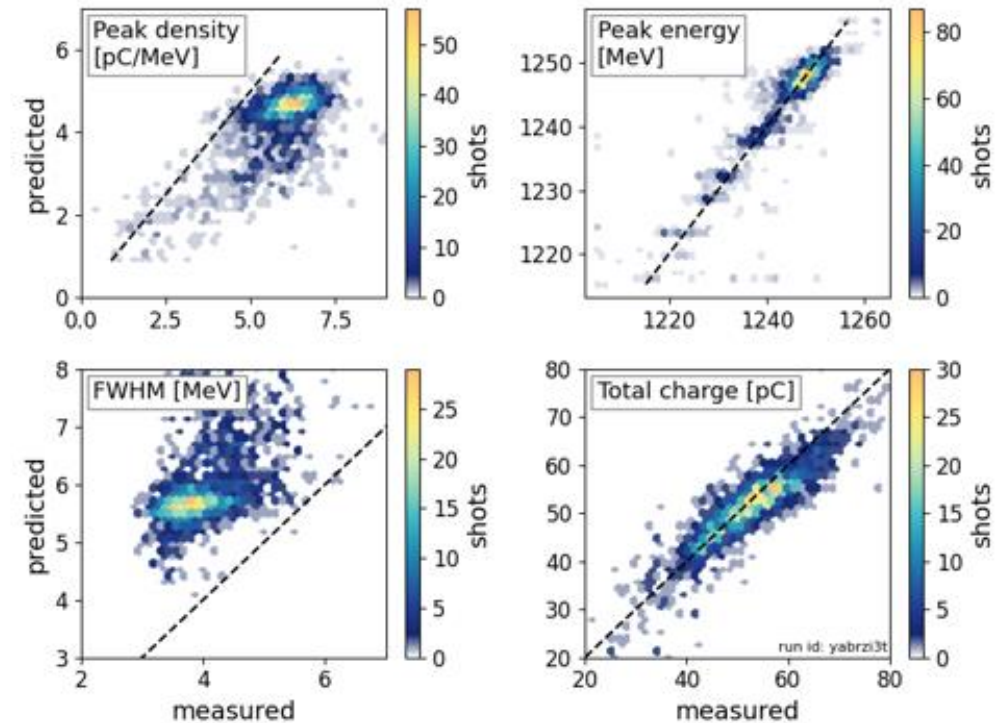 Peak density
[pC/MeV]
predicted
6
4
2
0
0.0 2.5 5.0 7.5
50
40
30
20
10
0
shots
Peak energy
[MeV]
1250
1240
1230
1220
1220 1240 1260
80
60
40
20
0
shots
FWHM [MeV]
predicted
8
7
6
5
4
3
2 4 6
measured
25
20
15
10
5
0
shots
Total charge [pC]
80
70
60
50
40
30
20
20 40 60 80
run id: yabrzi3t
measured
30
25
20
15
10
5
0
shots